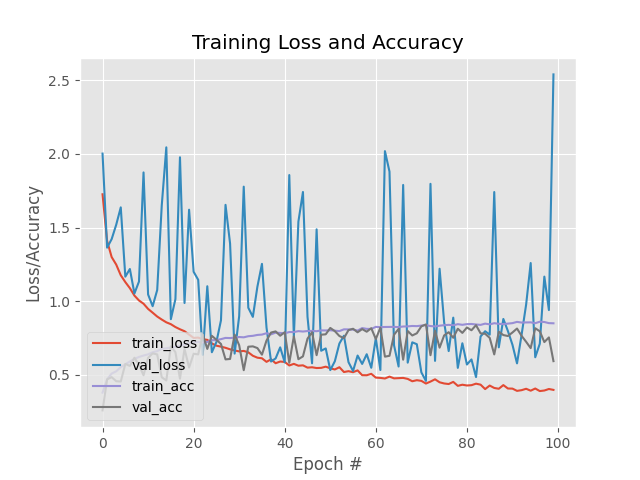 Training Loss and Accuracy
Loss/Accuracy
2.5
2.0
1.5
1.0
0.5
train_loss
val_loss
train_acc
val_acc
0
20
40
60
80
100
Epoch #